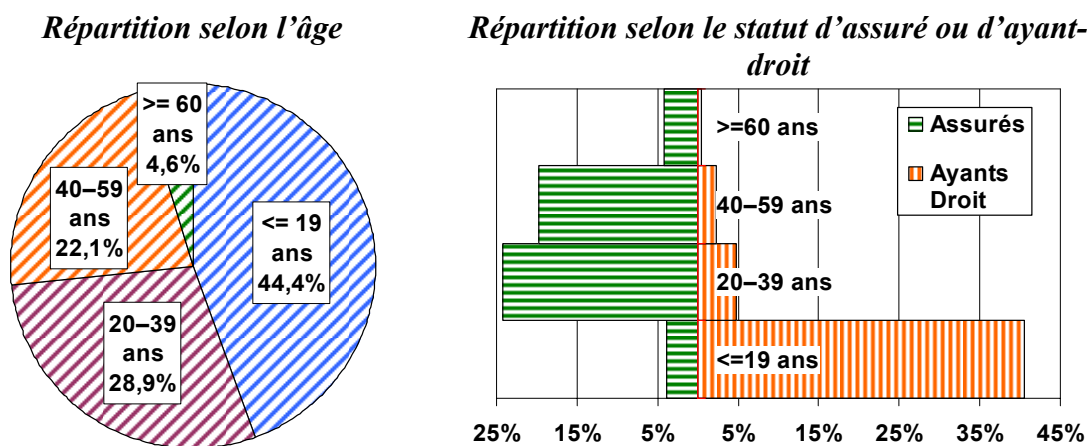 Répartition selon l'âge
>= 60
ans
4,6%
40–59
ans
22,1%
<= 19
ans
44,4%
20–39
ans
28,9%
Répartition selon le statut d'assuré ou d'ayant-
droit
>=60 ans
40–59 ans
20–39 ans
<=19 ans
Assurés
Ayants
Droit
25% 15% 5% 5% 15% 25% 35% 45%